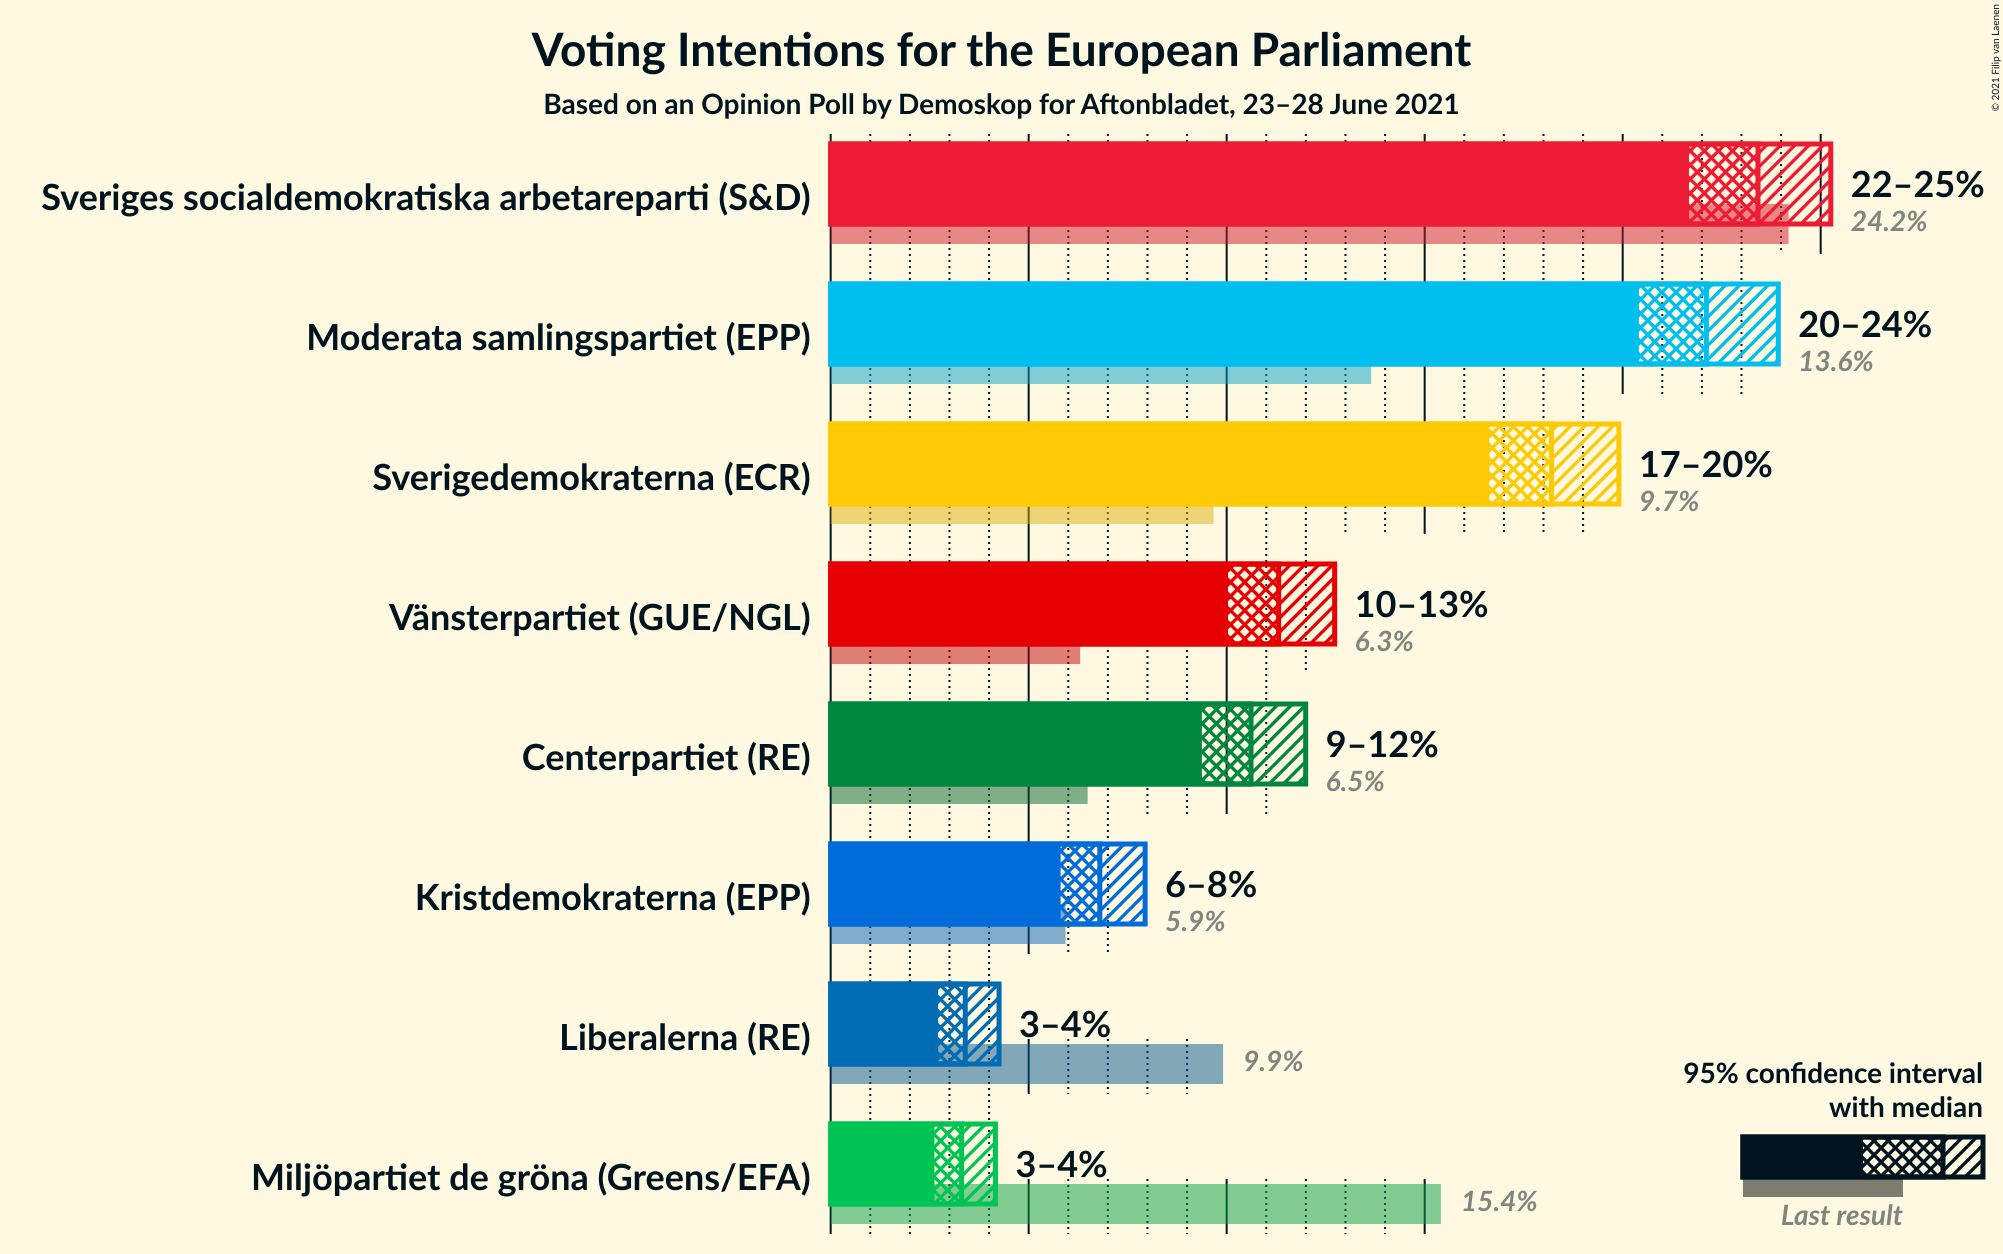 Voting Intentions for the European Parliament
Based on an Opinion Poll by Demoskop for Aftonbladet, 23–28 June 2021
© 2021 Filip van Laenen
Sveriges socialdemokratiska arbetareparti (S&D)
22–25%
24.2%
Moderata samlingspartiet (EPP)
20–24%
13.6%
Sverigedemokraterna (ECR)
17–20%
9.7%
Vänsterpartiet (GUE/NGL)
10–13%
6.3%
Centerpartiet (RE)
9–12%
6.5%
Kristdemokraterna (EPP)
6–8%
5.9%
Liberalerna (RE)
3–4%
9.9%
Miljöpartiet de gröna (Greens/EFA)
3–4%
15.4%
95% confidence interval
with median
Last result